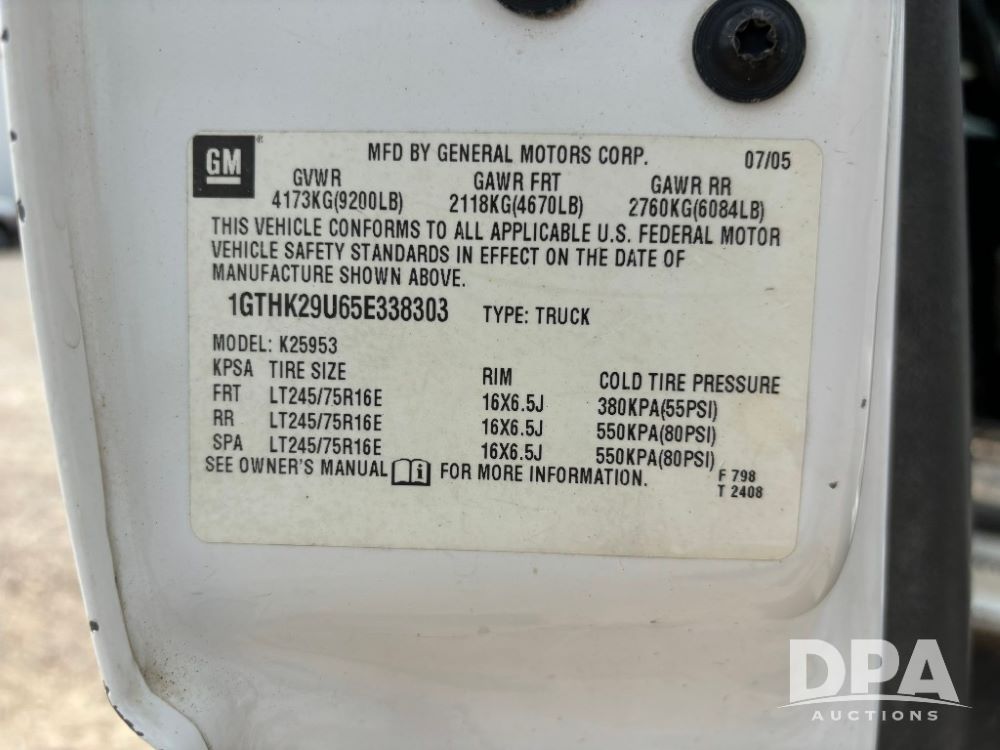 GM ®
MFD BY GENERAL MOTORS CORP. 07/05
GVWR GAWR FRT GAWR RR
4173KG(9200LB) 2118KG(4670LB) 2760KG(6084LB)
THIS VEHICLE CONFORMS TO ALL APPLICABLE U.S. FEDERAL MOTOR
VEHICLE SAFETY STANDARDS IN EFFECT ON THE DATE OF
MANUFACTURE SHOWN ABOVE.
1GTHK29U65E338303 TYPE: TRUCK
MODEL: K25953
KPSA TIRE SIZE RIM COLD TIRE PRESSURE
FRT LT245/75R16E 16X6.5J 380KPA(55PSI)
RR LT245/75R16E 16X6.5J 550KPA(80PSI)
SPA LT245/75R16E 16X6.5J 550KPA(80PSI)
SEE OWNER'S MANUAL i FOR MORE INFORMATION.
F 798
T 2408
DPA
AUCTIONS